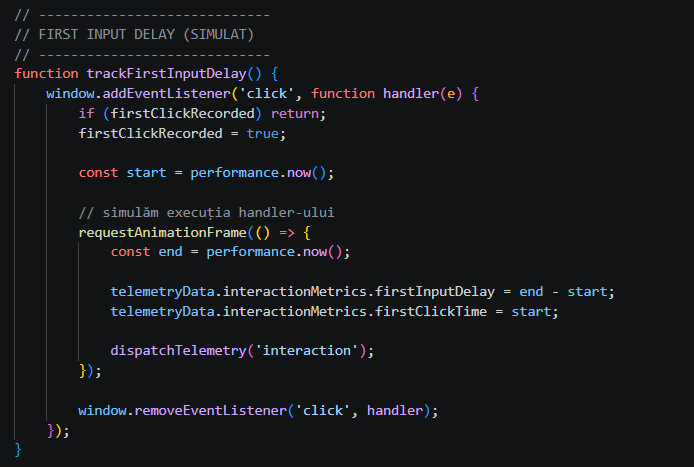 // -----------------------------
// FIRST INPUT DELAY (SIMULAT)
// -----------------------------
function trackFirstInputDelay() {
    window.addEventListener('click', function handler(e) {
        if (firstClickRecorded) return;
        firstClickRecorded = true;

        const start = performance.now();

        // simulăm execuția handler-ului
        requestAnimationFrame(() => {
            const end = performance.now();

            telemetryData.interactionMetrics.firstInputDelay = end - start;
            telemetryData.interactionMetrics.firstClickTime = start;

            dispatchTelemetry('interaction');
        });

        window.removeEventListener('click', handler);
    });
}